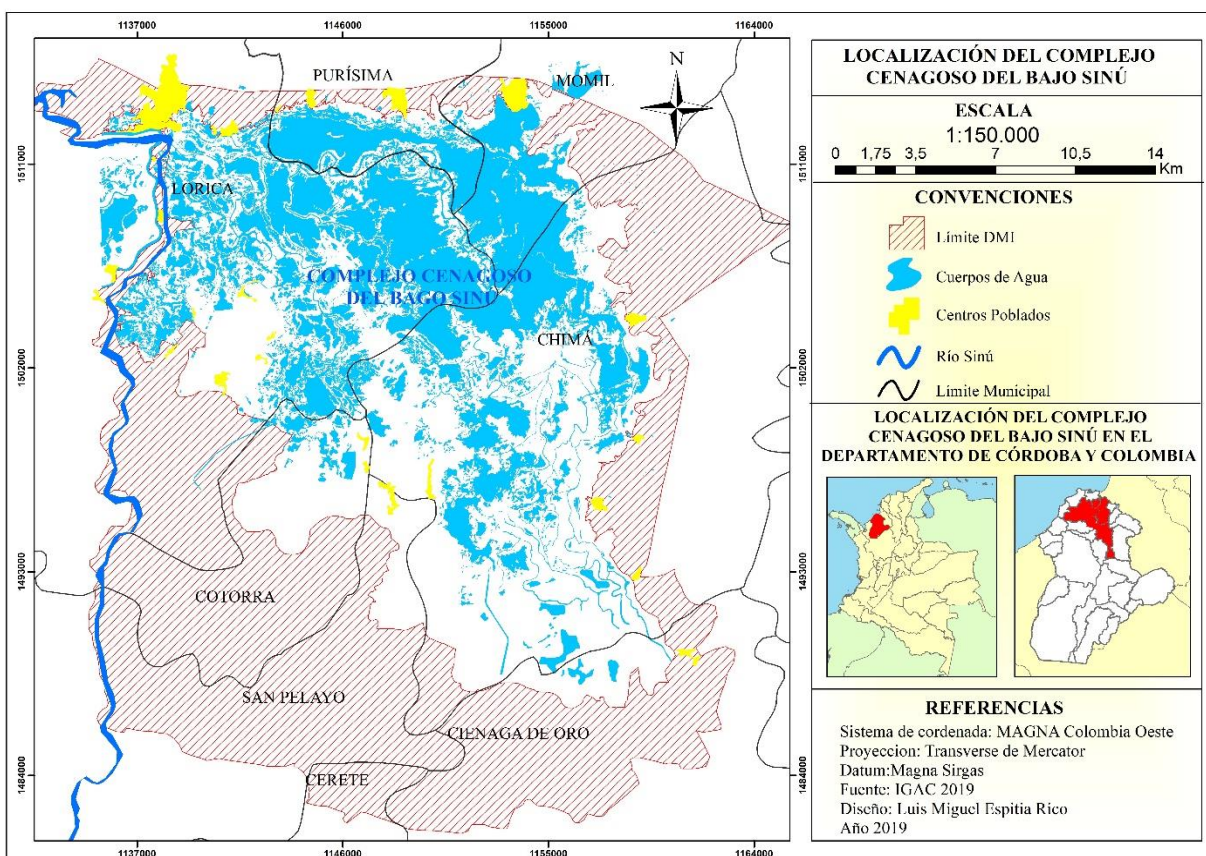 1137000
1146000
1155000
1164000
PURÍSIMA
MOMIL
N
1511000
1511000
LORICA
COMPLEJO CENAGOSO
DEL BAGO SINÚ
CHIMÁ
1502000
1502000
1493000
1493000
COTORRA
SAN PELAYO
CIENAGA DE ORO
CERETE
1484000
1484000
1137000
1146000
1155000
1164000
LOCALIZACIÓN DEL COMPLEJO
CENAGOSO DEL BAJO SINÚ
ESCALA
1:150.000
0 1,75 3,5 7 10,5 14
Km
CONVENCIONES
Límite DMI
Cuerpos de Agua
Centros Poblados
Río Sinú
Límite Municipal
LOCALIZACIÓN DEL COMPLEJO
CENAGOSO DEL BAJO SINÚ EN EL
DEPARTAMENTO DE CÓRDOBA Y COLOMBIA
REFERENCIAS
Sistema de cordenada: MAGNA Colombia Oeste
Proyeccion: Transverse de Mercator
Datum:Magna Sirgas
Fuente: IGAC 2019
Diseño: Luis Miguel Espitia Rico
Año 2019